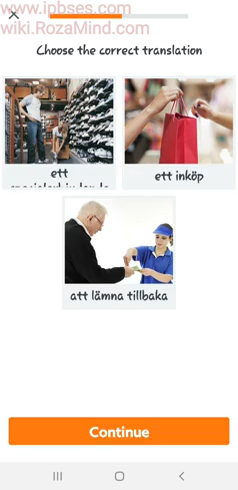 www.ipbses.com
wiki.RozaMind.com
Choose the correct translation
ett
ett inköp
att lämna tillbaka
Continue